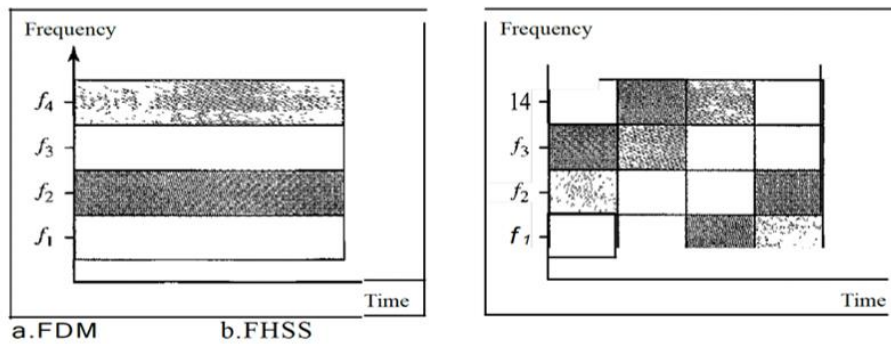 Frequency
f4
f3
f2
f1
Time
a.FDM
b.FHSS
Frequency
14
f3
f2
f1
Time